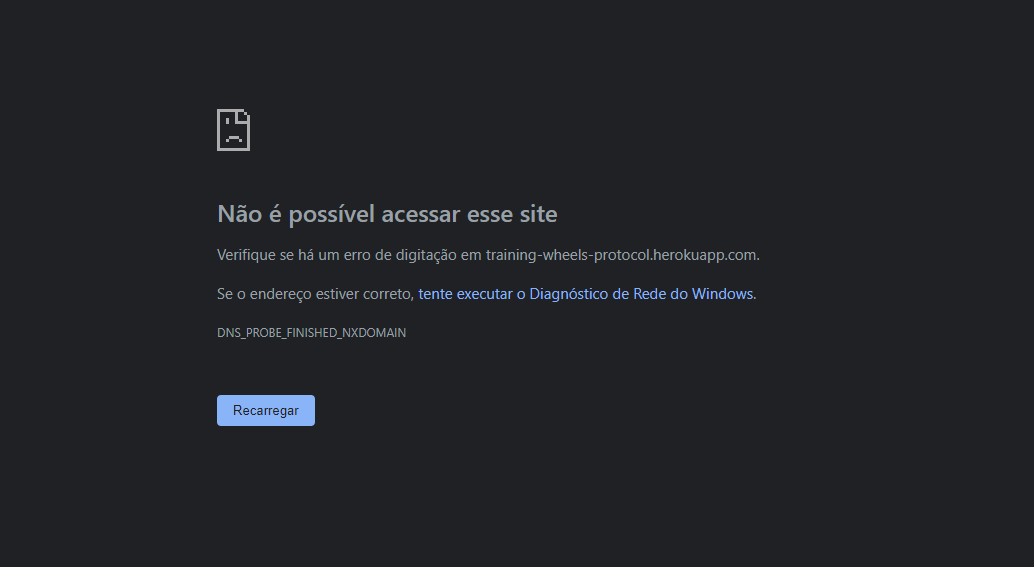 Não é possível acessar esse site
Verifique se há um erro de digitação em training-wheels-protocol.herokuapp.com.
Se o endereço estiver correto, tente executar o Diagnóstico de Rede do Windows.
DNS_PROBE_FINISHED_NXDOMAIN
Recarregar